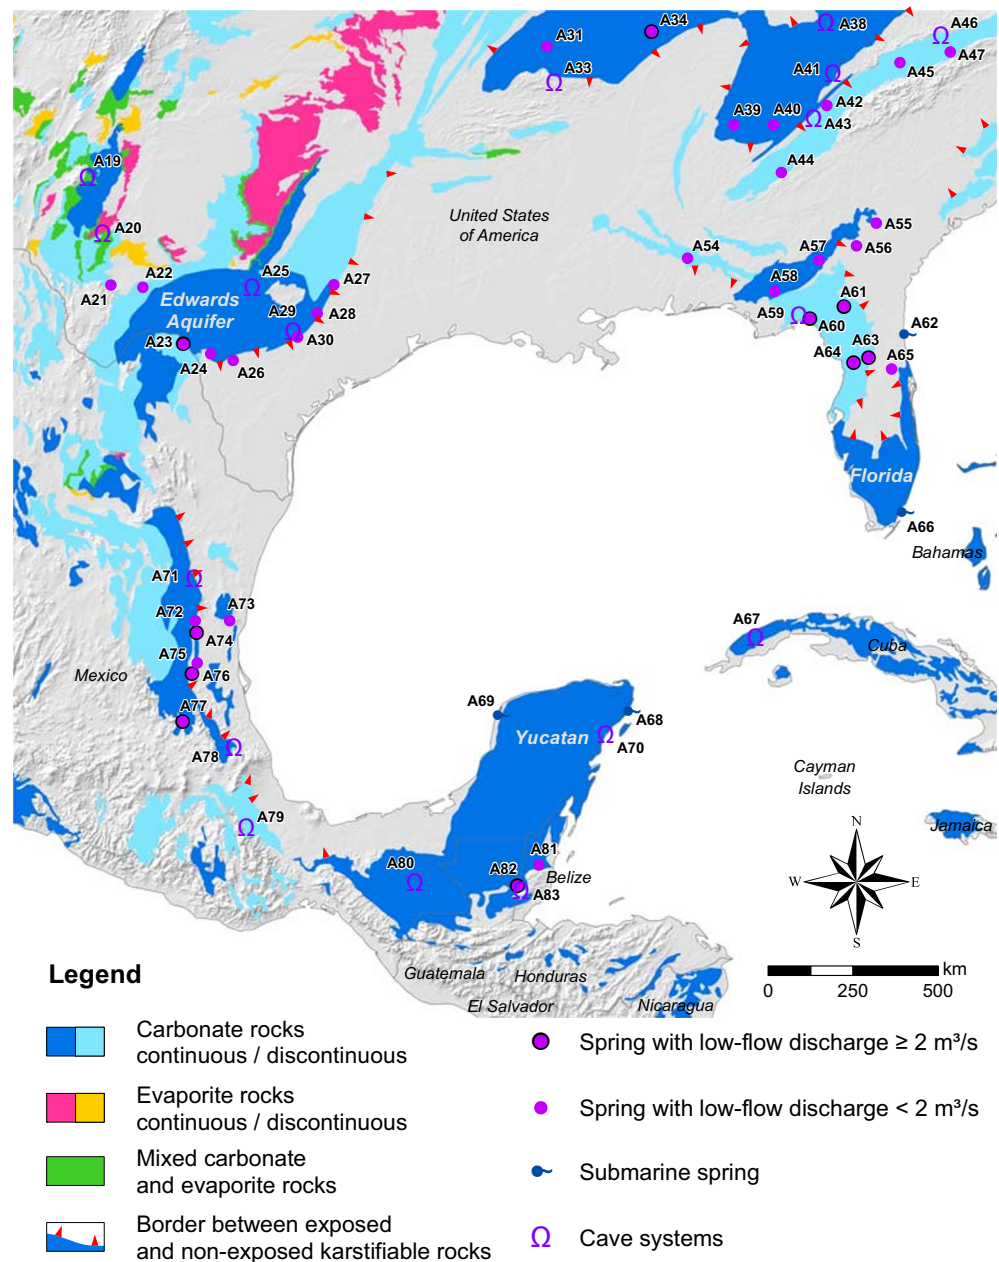 A34
A38
A46
A31
A47
A33
A41
A45
A42
A39
A40
A43
A19
A44
United States
of America
A20
A55
A54
A57
A56
A22
A25
A27
A21
A58
A61
Edwards
Aquifer
A29
A28
A59
A60
A62
A23
A30
A63
A24
A26
A64
A65
Florida
A66
Bahamas
A71
A72
A73
A67
A74
Cuba
A75
Mexico
A76
A69
A77
A68
Yucatan
A70
A78
Cayman
Islands
A79
N
Jamaica
A80
A82
A81
Belize
W
E
A83
S
Legend
Guatemala
Honduras
km
El Salvador
Nicaragua
0
250
500
Carbonate rocks
continuous / discontinuous
Spring with low-flow discharge ≥ 2 m³/s
Evaporite rocks
continuous / discontinuous
Spring with low-flow discharge < 2 m³/s
Mixed carbonate
and evaporite rocks
Submarine spring
Border between exposed
and non-exposed karstifiable rocks
Cave systems